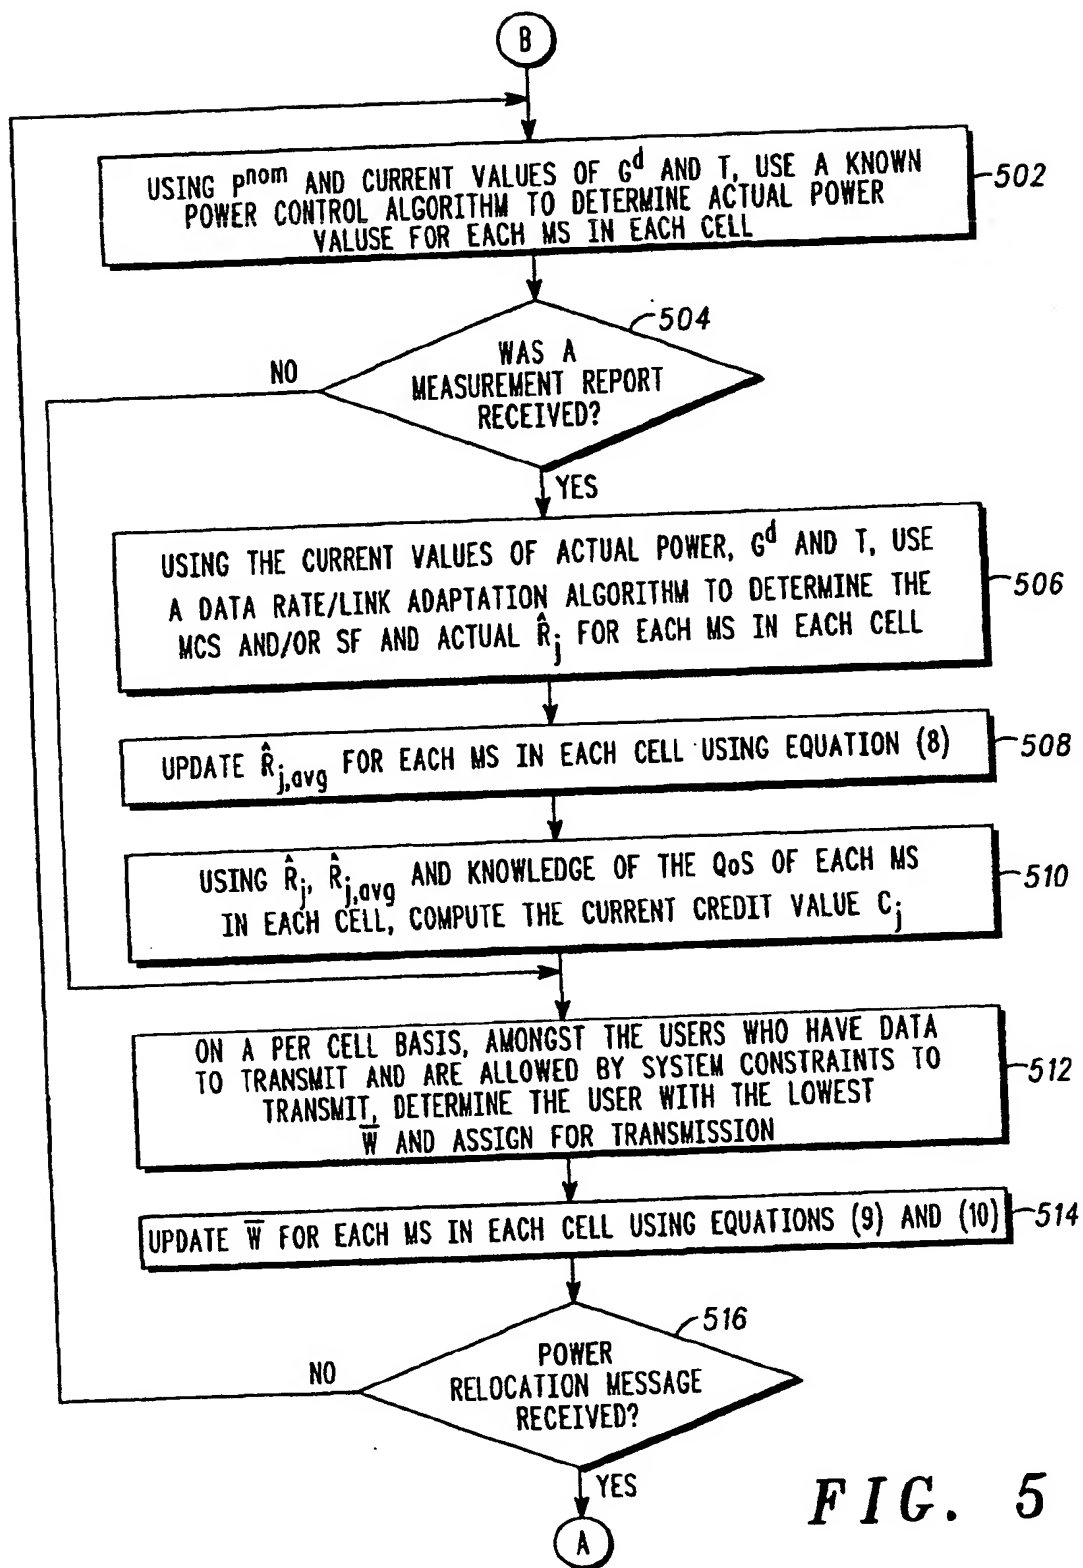 B
USING Pnom AND CURRENT VALUES OF Gd AND T, USE A KNOWN
POWER CONTROL ALGORITHM TO DETERMINE ACTUAL POWER
VALUSE FOR EACH MS IN EACH CELL
502
504
WAS A
MEASUREMENT REPORT
RECEIVED?
NO
YES
USING THE CURRENT VALUES OF ACTUAL POWER, Gd AND T, USE
A DATA RATE/LINK ADAPTATION ALGORITHM TO DETERMINE THE
MCS AND/OR SF AND ACTUAL R̂j FOR EACH MS IN EACH CELL
506
UPDATE R̂j,avg FOR EACH MS IN EACH CELL USING EQUATION (8)
508
USING R̂j, R̂j,avg AND KNOWLEDGE OF THE QoS OF EACH MS
IN EACH CELL, COMPUTE THE CURRENT CREDIT VALUE Cj
510
ON A PER CELL BASIS, AMONGST THE USERS WHO HAVE DATA
TO TRANSMIT AND ARE ALLOWED BY SYSTEM CONSTRAINTS TO
TRANSMIT, DETERMINE THE USER WITH THE LOWEST
W̅ AND ASSIGN FOR TRANSMISSION
512
UPDATE W̅ FOR EACH MS IN EACH CELL USING EQUATIONS (9) AND (10)
514
516
POWER
RELOCATION MESSAGE
RECEIVED?
NO
YES
A
FIG. 5